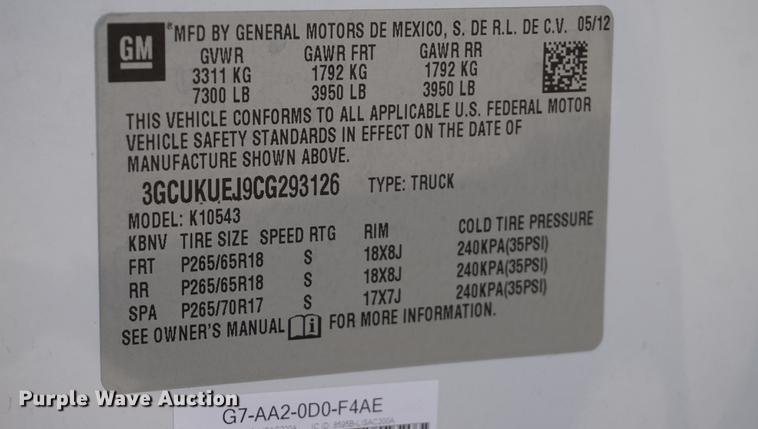 GM
*MFD BY GENERAL MOTORS DE MEXICO, S. DE R.L. DE C.V. 05/12
GVWR GAWR FRT GAWR RR
3311 KG 1792 KG 1792 KG
7300 LB 3950 LB 3950 LB
THIS VEHICLE CONFORMS TO ALL APPLICABLE U.S. FEDERAL MOTOR
VEHICLE SAFETY STANDARDS IN EFFECT ON THE DATE OF
MANUFACTURE SHOWN ABOVE.
3GCUKUEJ9CG293126 TYPE: TRUCK
MODEL: K10543
KBNV TIRE SIZE SPEED RTG RIM COLD TIRE PRESSURE
FRT P265/65R18 S 18X8J 240KPA(35PSI)
RR P265/65R18 S 18X8J 240KPA(35PSI)
SPA P265/70R17 S 17X7J 240KPA(35PSI)
SEE OWNER'S MANUAL i FOR MORE INFORMATION.
Purple Wave Auction
G7-AA2-0D0-F4AE